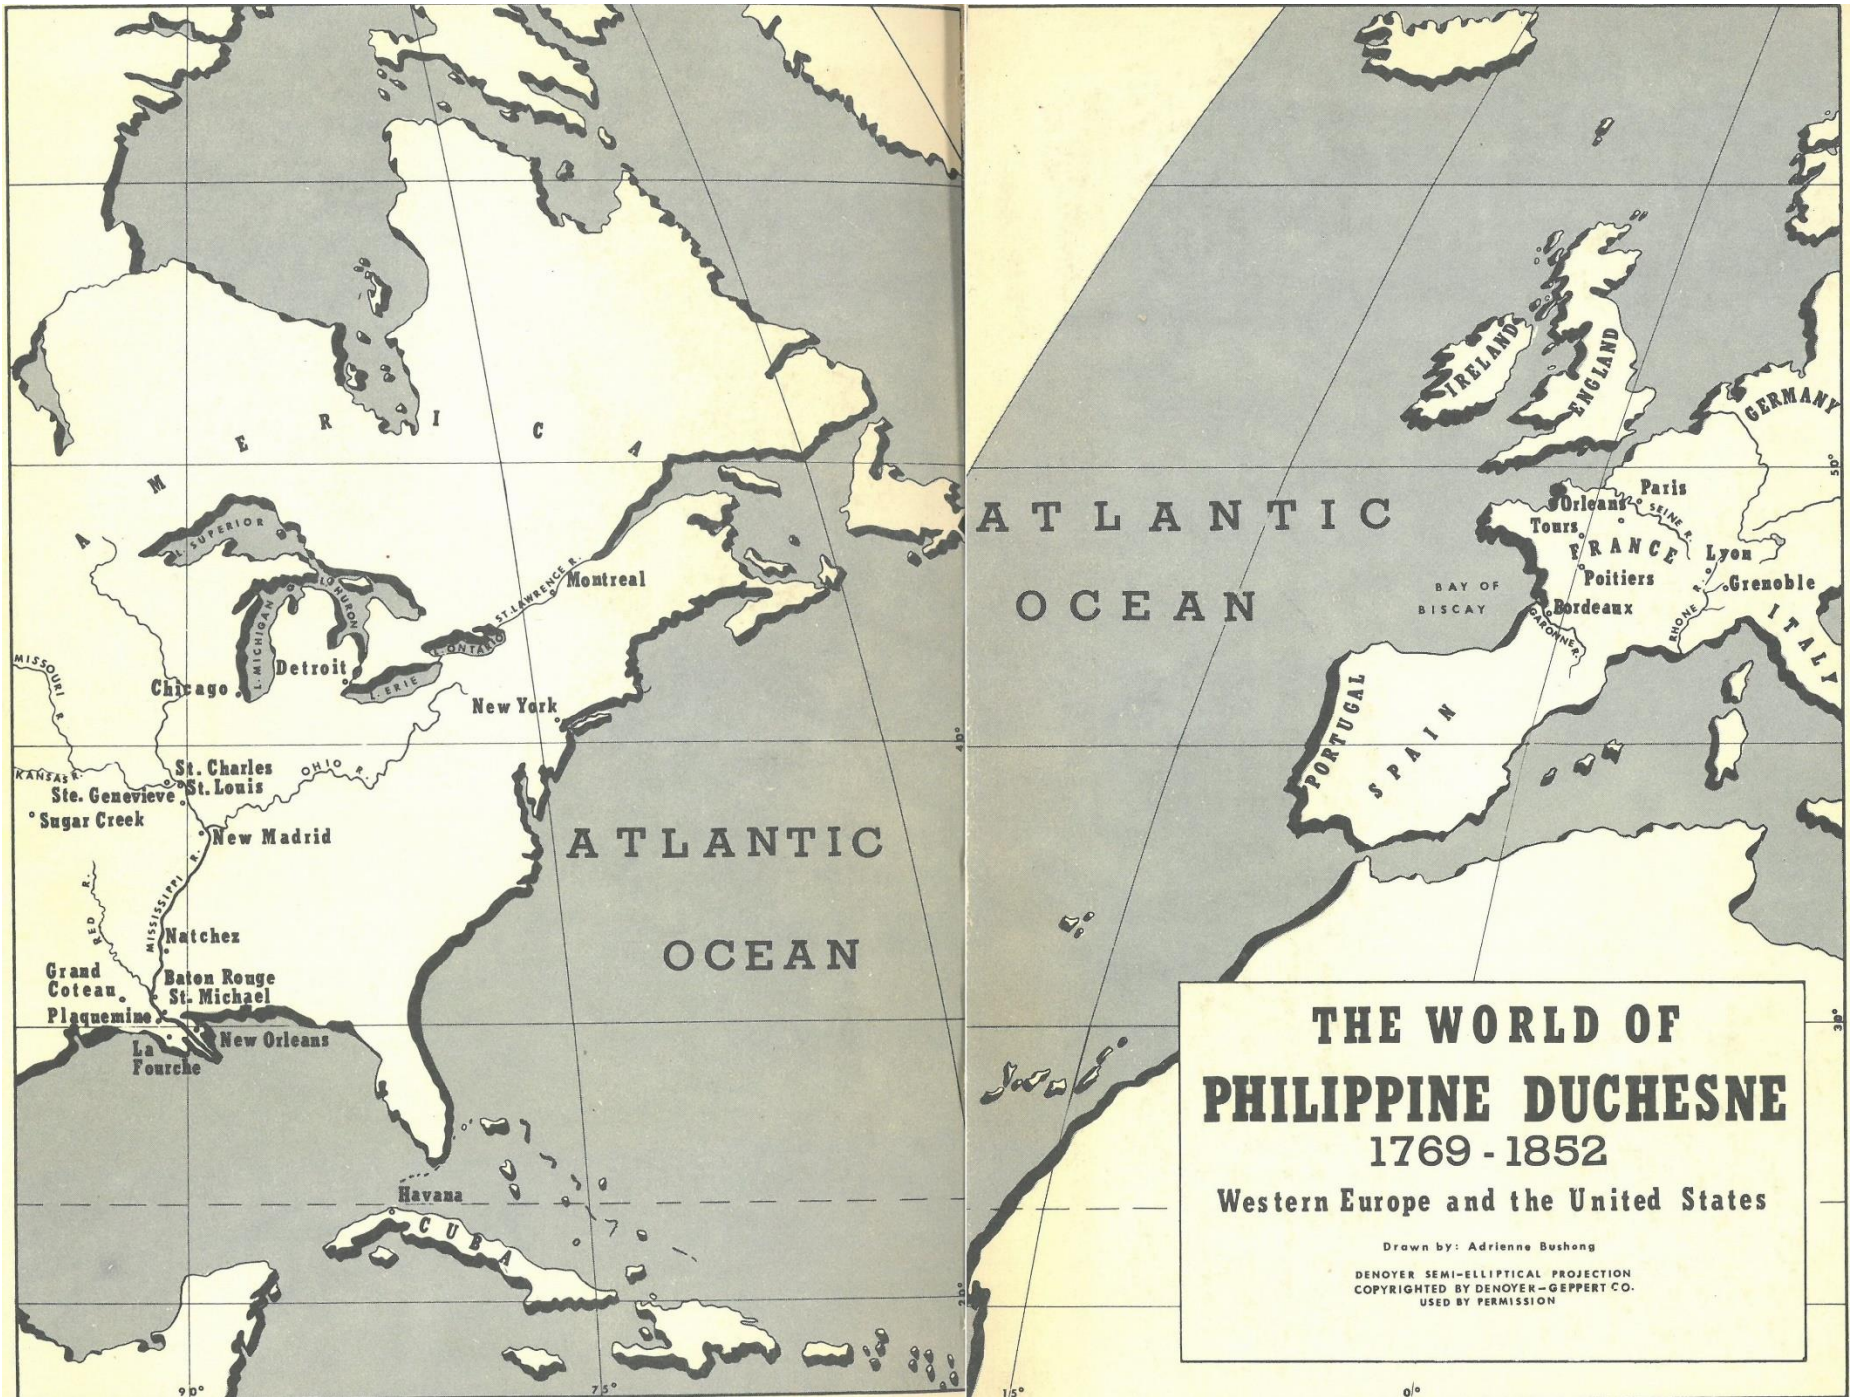 A M E R I C A
L. SUPERIOR
L. MICHIGAN
L. HURON
L. ONTARIO
L. ERIE
ST. LAWRENCE R.
Montreal
Detroit
Chicago
New York
MISSOURI R
KANSAS R.
OHIO R.
St. Charles
St. Louis
Ste. Genevieve
Sugar Creek
New Madrid
MISSISSIPPI R.
RED R.
Natchez
Grand
Coteau
Baton Rouge
St. Michael
Plaquemine
New Orleans
La
Fourche
Havana
CUBA
ATLANTIC
OCEAN
40°
20°
90°
75°
ATLANTIC
OCEAN
IRELAND
ENGLAND
GERMANY
50°
Paris
Orleans
SEINE R.
Tours
FRANCE
Lyon
Poitiers
Grenoble
BAY OF
BISCAY
Bordeaux
GARONNE R.
RHONE R.
ITALY
PORTUGAL
SPAIN
30°
THE WORLD OF
PHILIPPINE DUCHESNE
1769 - 1852
Western Europe and the United States
Drawn by: Adrienne Bushong
DENOYER SEMI-ELLIPTICAL PROJECTION
COPYRIGHTED BY DENOYER-GEPPERT CO.
USED BY PERMISSION
15°
0°